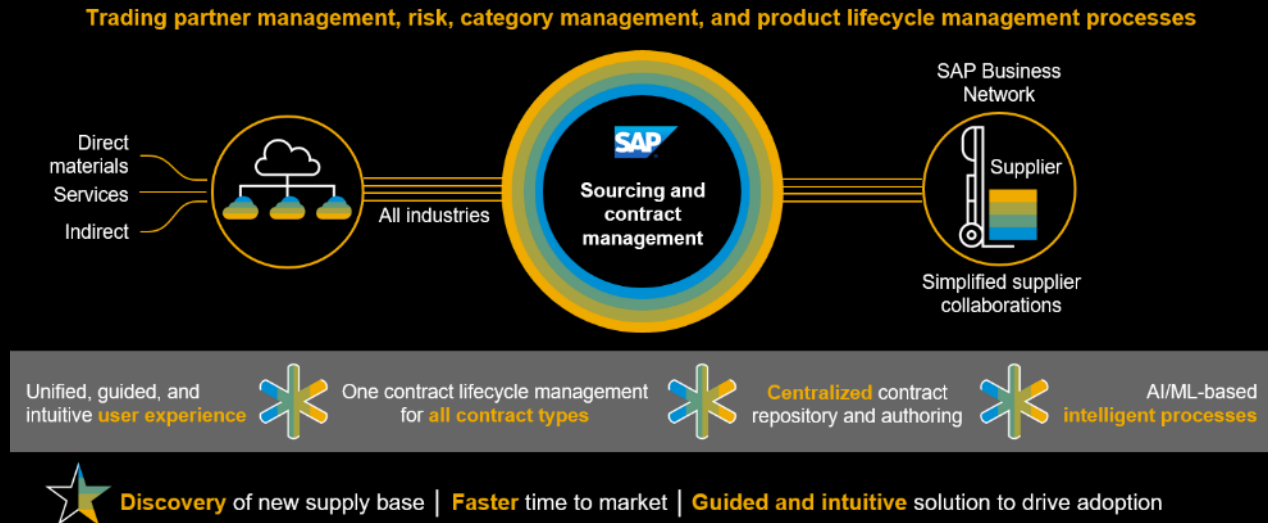 Trading partner management, risk, category management, and product lifecycle management processes
Direct
materials
Services
Indirect
All industries
SAP
Sourcing and
contract
management
SAP Business
Network
Supplier
Simplified supplier
collaborations
Unified, guided, and
intuitive user experience
One contract lifecycle management
for all contract types
Centralized contract
repository and authoring
AI/ML-based
intelligent processes
Discovery of new supply base | Faster time to market | Guided and intuitive solution to drive adoption